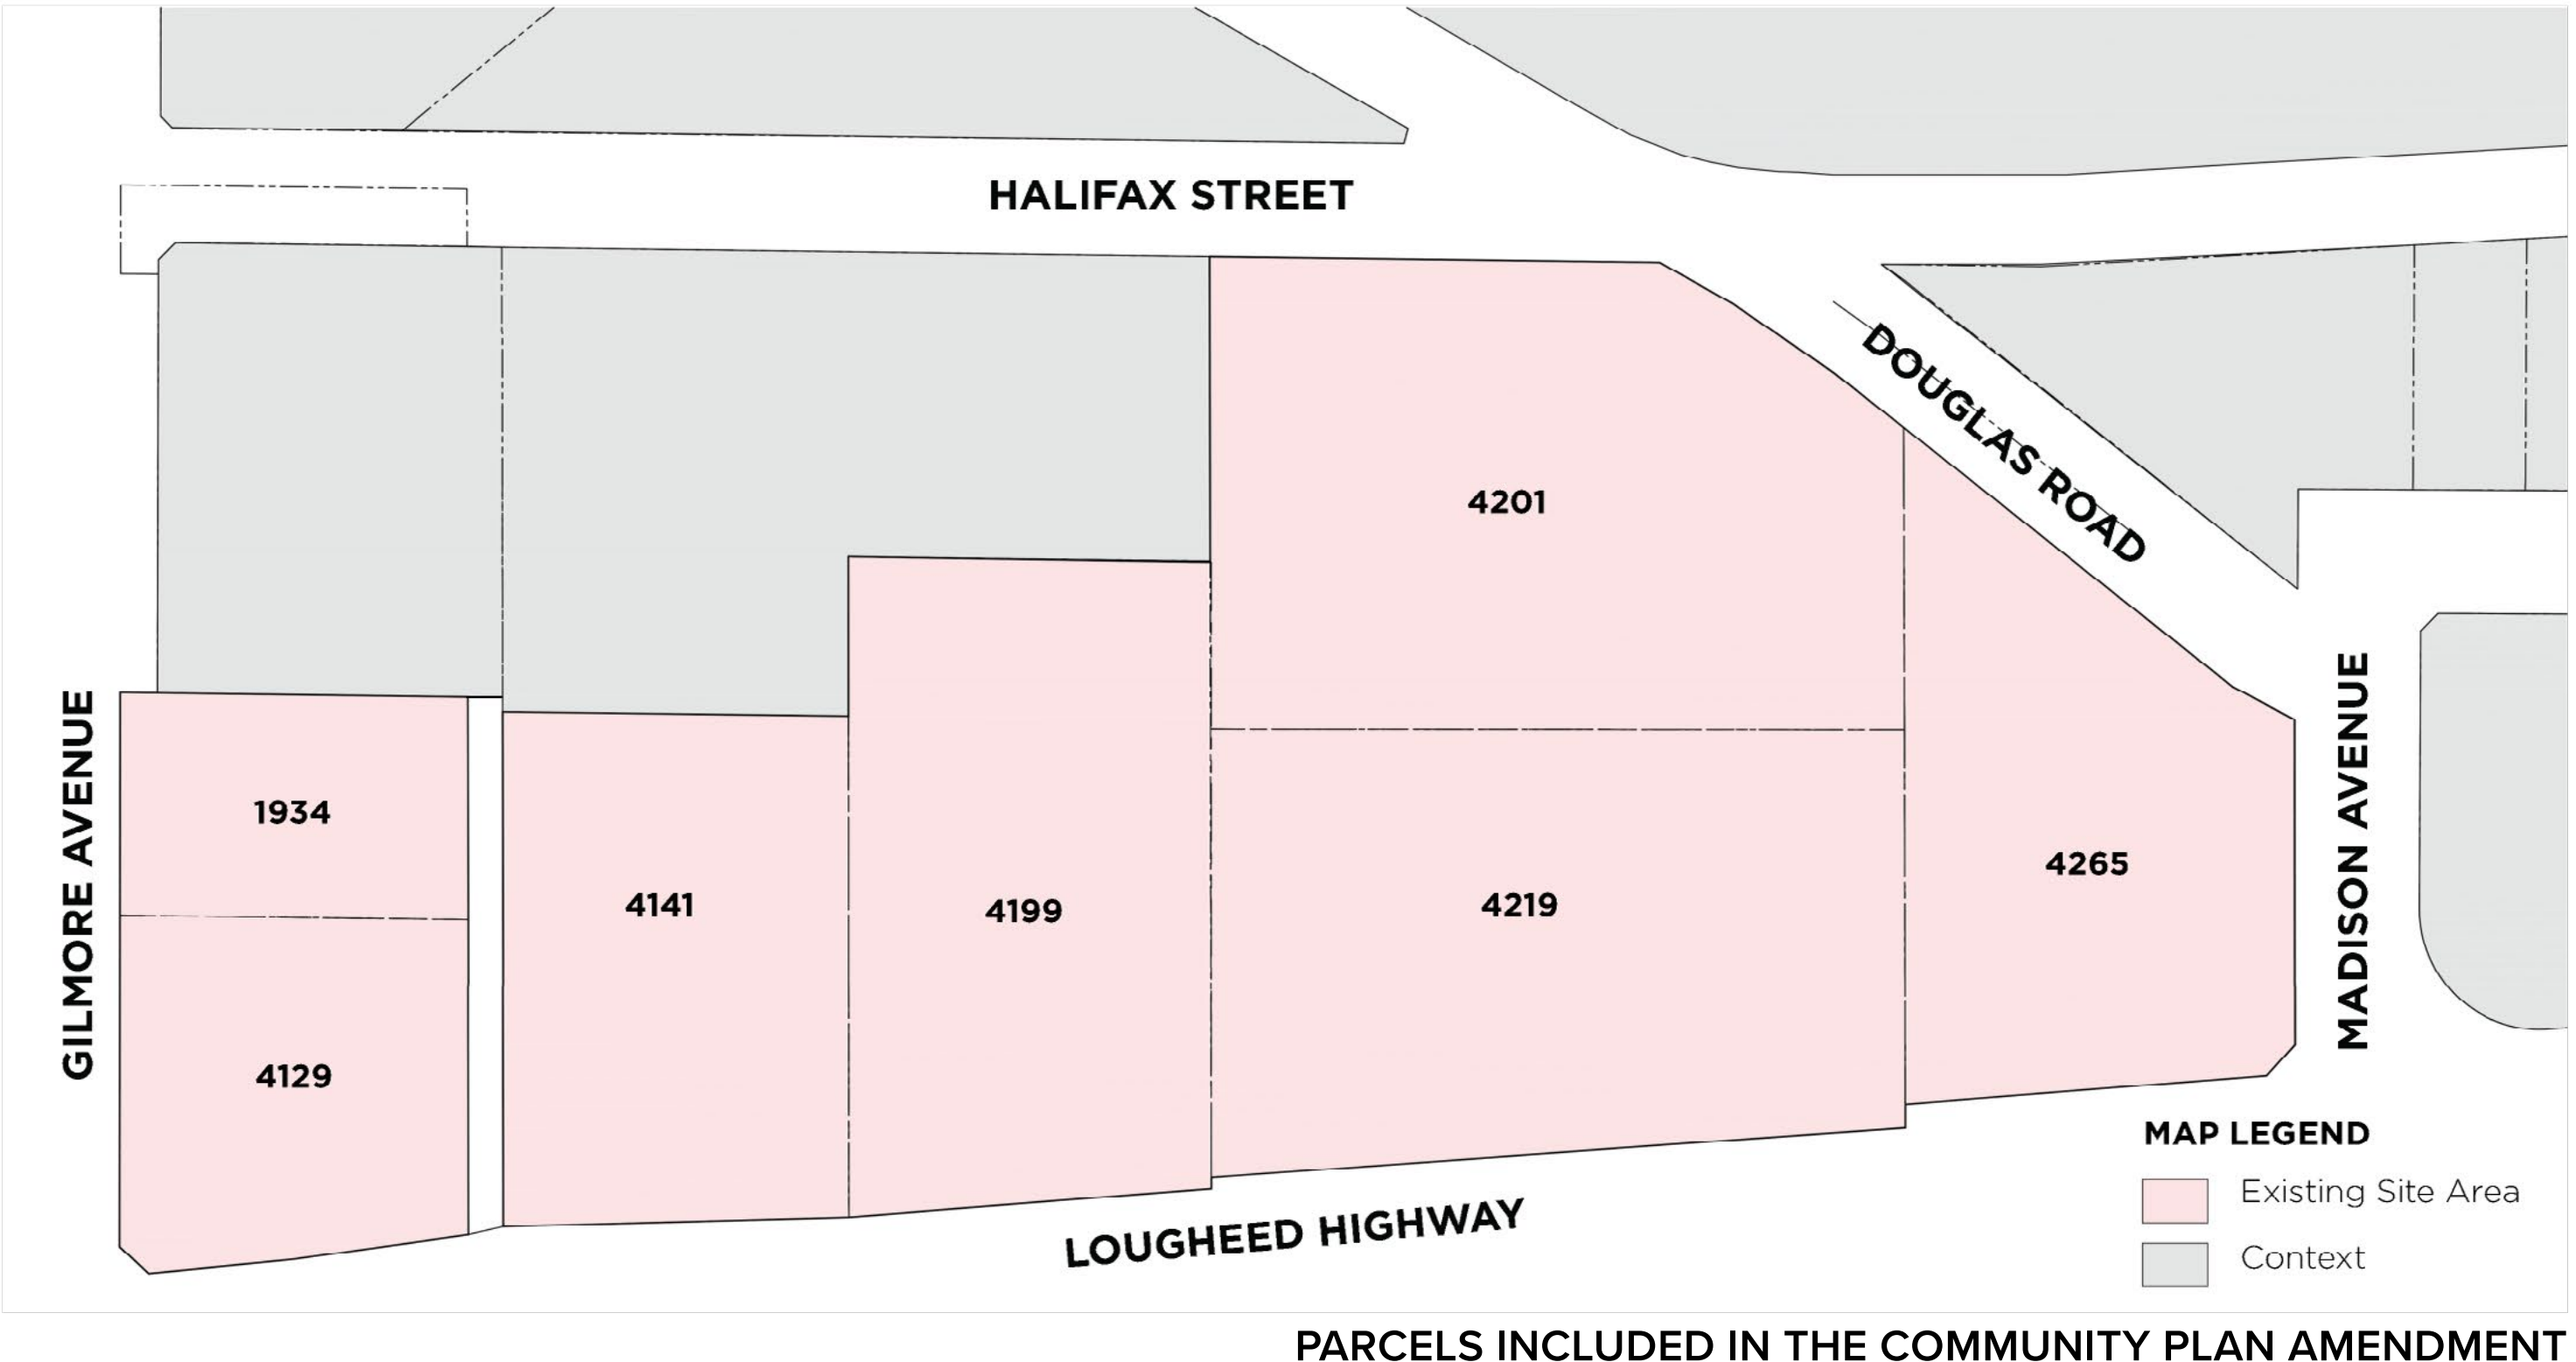 HALIFAX STREET
DOUGLAS ROAD
4201
GILMORE AVENUE
1934
4141
4199
4219
4265
MADISON AVENUE
4129
LOUGHEED HIGHWAY
MAP LEGEND
Existing Site Area
Context
PARCELS INCLUDED IN THE COMMUNITY PLAN AMENDMENT